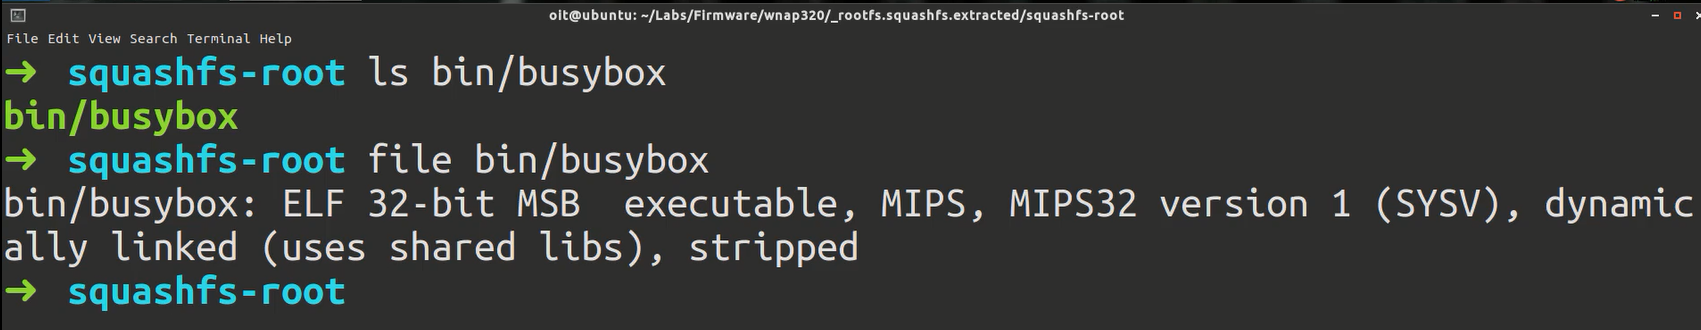 oit@ubuntu: ~/Labs/Firmware/wnap320/_rootfs.squashfs.extracted/squashfs-root
File Edit View Search Terminal Help
➜ squashfs-root ls bin/busybox
bin/busybox
➜ squashfs-root file bin/busybox
bin/busybox: ELF 32-bit MSB  executable, MIPS, MIPS32 version 1 (SYSV), dynamic
ally linked (uses shared libs), stripped
➜ squashfs-root